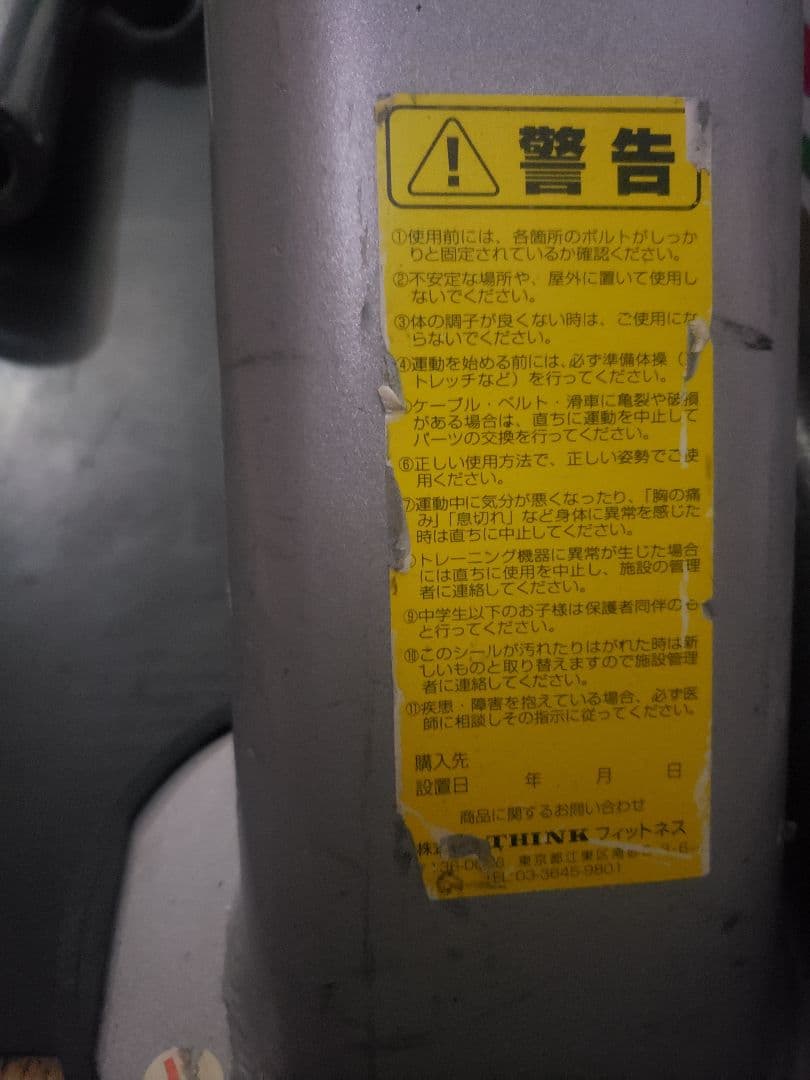 警告
①使用前には、各箇所のボルトがしっか
りと固定されているか確認ください。
②不安定な場所や、屋外に置いて使用し
ないでください。
③体の調子が良くない時は、ご使用にな
らないでください。
④運動を始める前には、必ず準備体操（
トレッチなど）を行ってください。
ケーブル・ベルト・滑車に亀裂や破損
がある場合は、直ちに運動を中止して
パーツの交換を行ってください。
⑥正しい使用方法で、正しい姿勢でご使
用ください。
⑦運動中に気分が悪くなったり、「胸の痛
み」「息切れ」など身体に異常を感じた
時は直ちに中止してください。
トレーニング機器に異常が生じた場合
には直ちに使用を中止し、施設の管理
者に連絡してください。
⑨中学生以下のお子様は保護者同伴のも
と行ってください。
⑩このシールが汚れたりはがれた時は新
しいものと取り替えますので施設管理
者に連絡してください。
⑪疾患・障害を抱えている場合、必ず医
師に相談しその指示に従ってください。
購入先
設置日 年 月 日
商品に関するお問い合わせ
株 THINK フィットネス
東京都江東区南
TEL 03-3645-9801